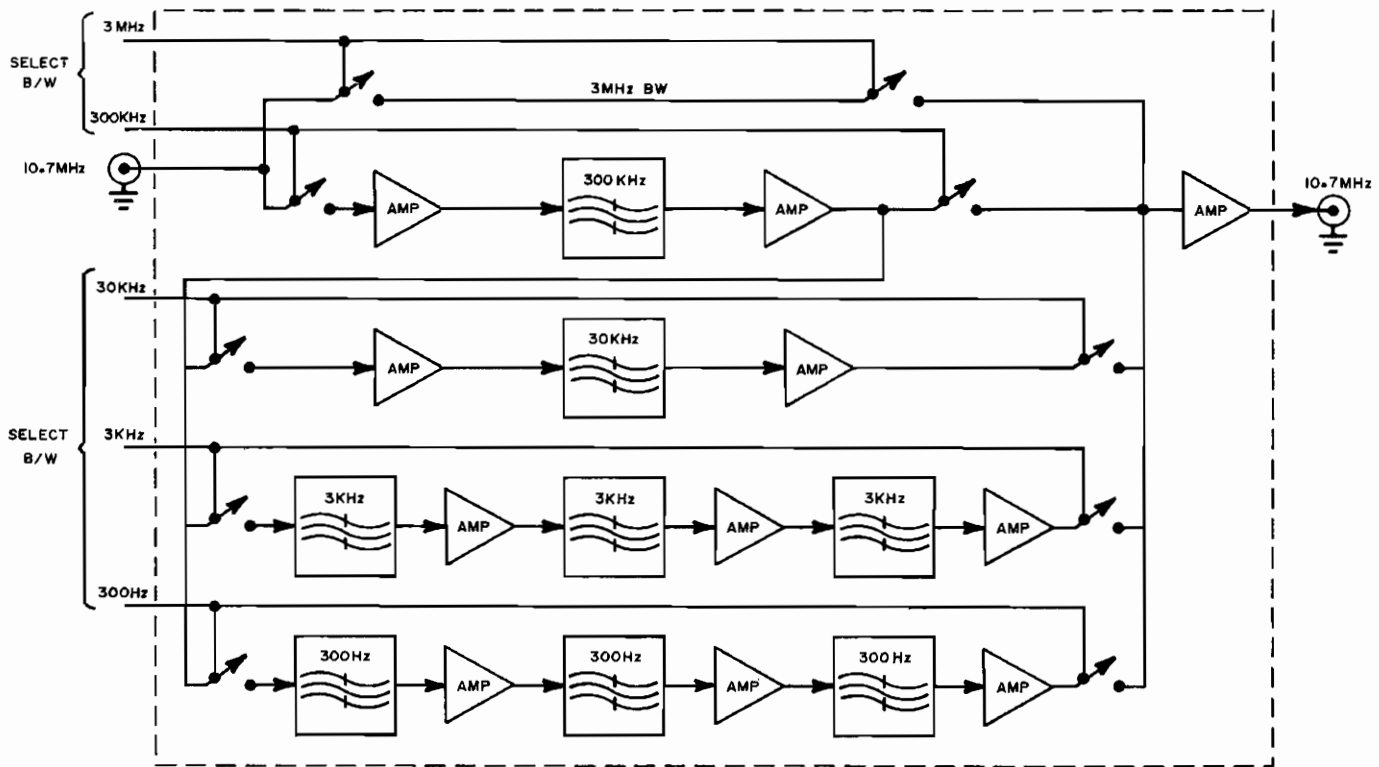 3MHz
SELECT
B/W
3MHz BW
300KHz
10.7MHz
AMP
300KHz
AMP
AMP
10.7MHz
30KHz
AMP
30KHz
AMP
SELECT
B/W
3KHz
3KHz
AMP
3KHz
AMP
3KHz
AMP
300Hz
300Hz
AMP
300Hz
AMP
300Hz
AMP